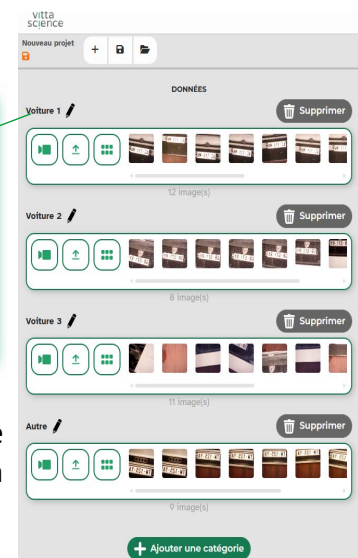 vitta
science
Nouveau projet
DONNÉES
Voiture 1
Supprimer
12 image(s)
Voiture 2
Supprimer
8 image(s)
Voiture 3
Supprimer
11 image(s)
e
Autre
Supprimer
9 image(s)
Ajouter une catégorie